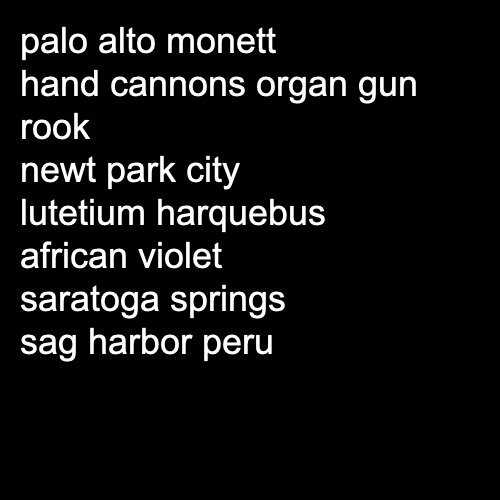 palo alto monett
hand cannons organ gun
rook
newt park city
lutetium harquebus
african violet
saratoga springs
sag harbor peru